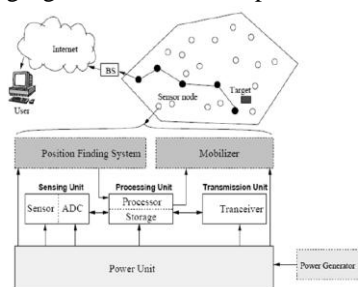 Internet
BS
User
Sensor node
Target
Position Finding System
Mobilizer
Sensing Unit
Processing Unit
Transmission Unit
Sensor
ADC
Processor
Storage
Tranceiver
Power Unit
Power Generator